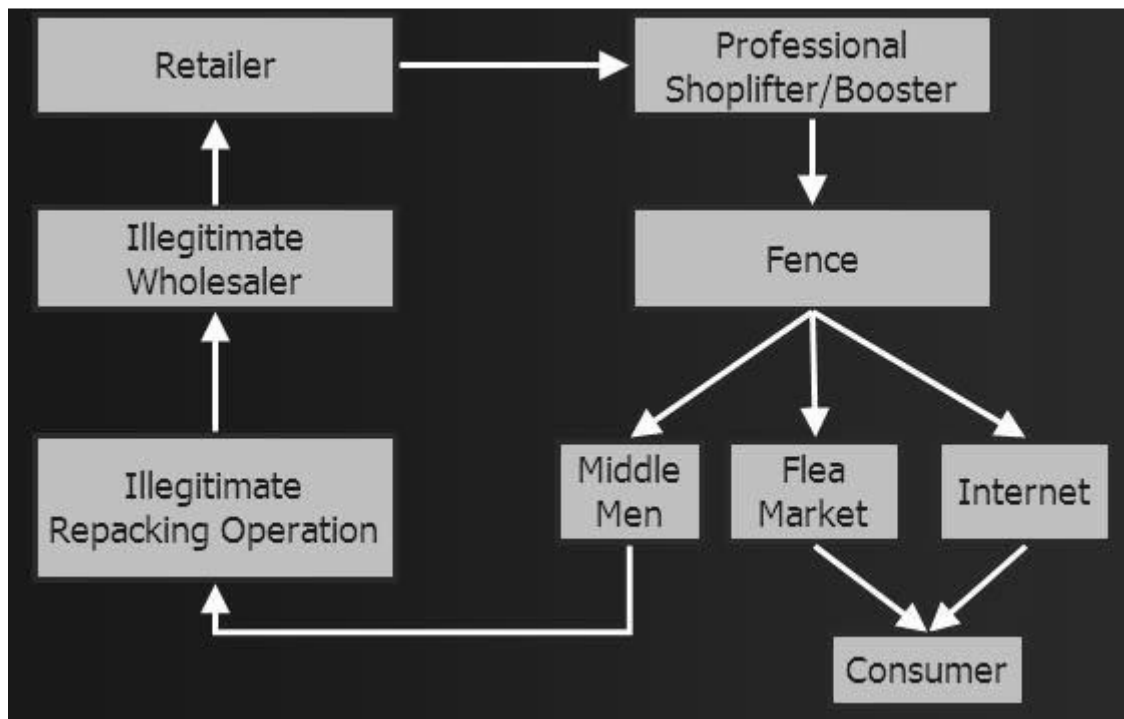 Retailer
Professional
Shoplifter/Booster
Illegitimate
Wholesaler
Fence
Illegitimate
Repacking Operation
Middle
Men
Flea
Market
Internet
Consumer